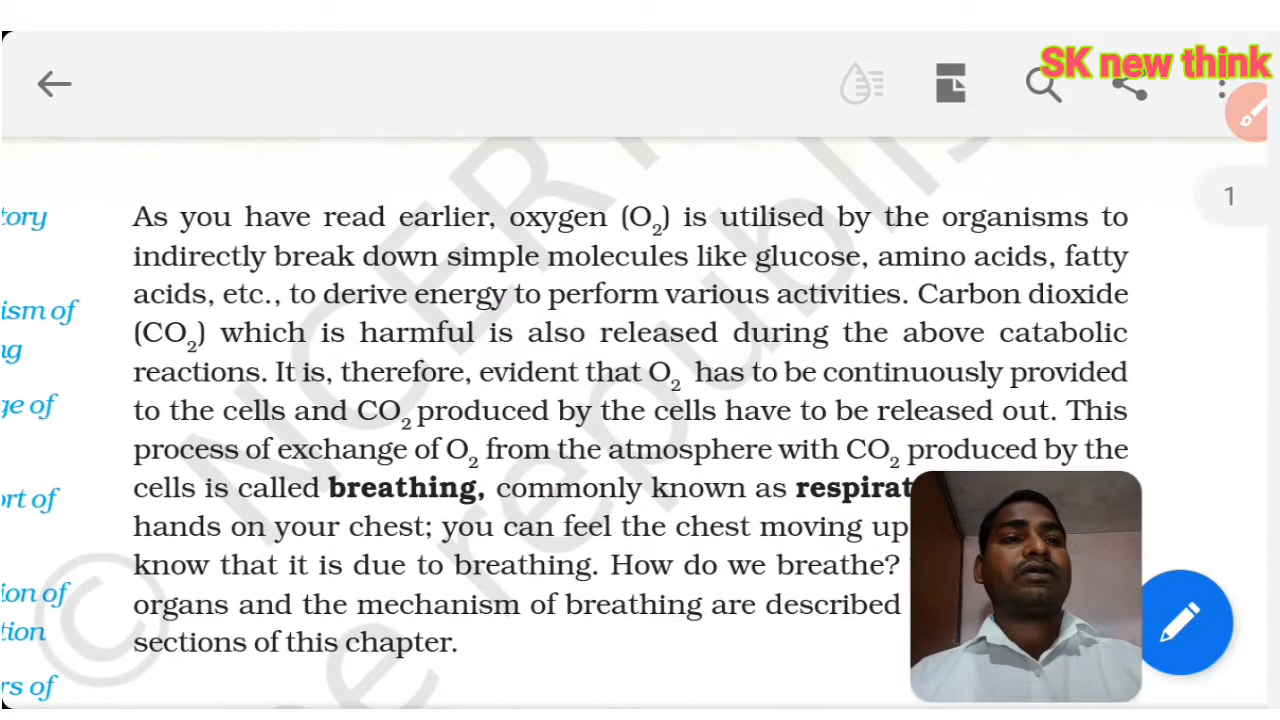 SK new think
1
As you have read earlier, oxygen (O₂) is utilised by the organisms to
indirectly break down simple molecules like glucose, amino acids, fatty
acids, etc., to derive energy to perform various activities. Carbon dioxide
(CO₂) which is harmful is also released during the above catabolic
reactions. It is, therefore, evident that O₂ has to be continuously provided
to the cells and CO₂ produced by the cells have to be released out. This
process of exchange of O₂ from the atmosphere with CO₂ produced by the
cells is called breathing, commonly known as
hands on your chest; you can feel the chest moving up
know that it is due to breathing. How do we breathe?
organs and the mechanism of breathing are described
sections of this chapter.
tory
ism of
ng
ge of
ort of
ion of
tion
rs of
© NCERT
republis